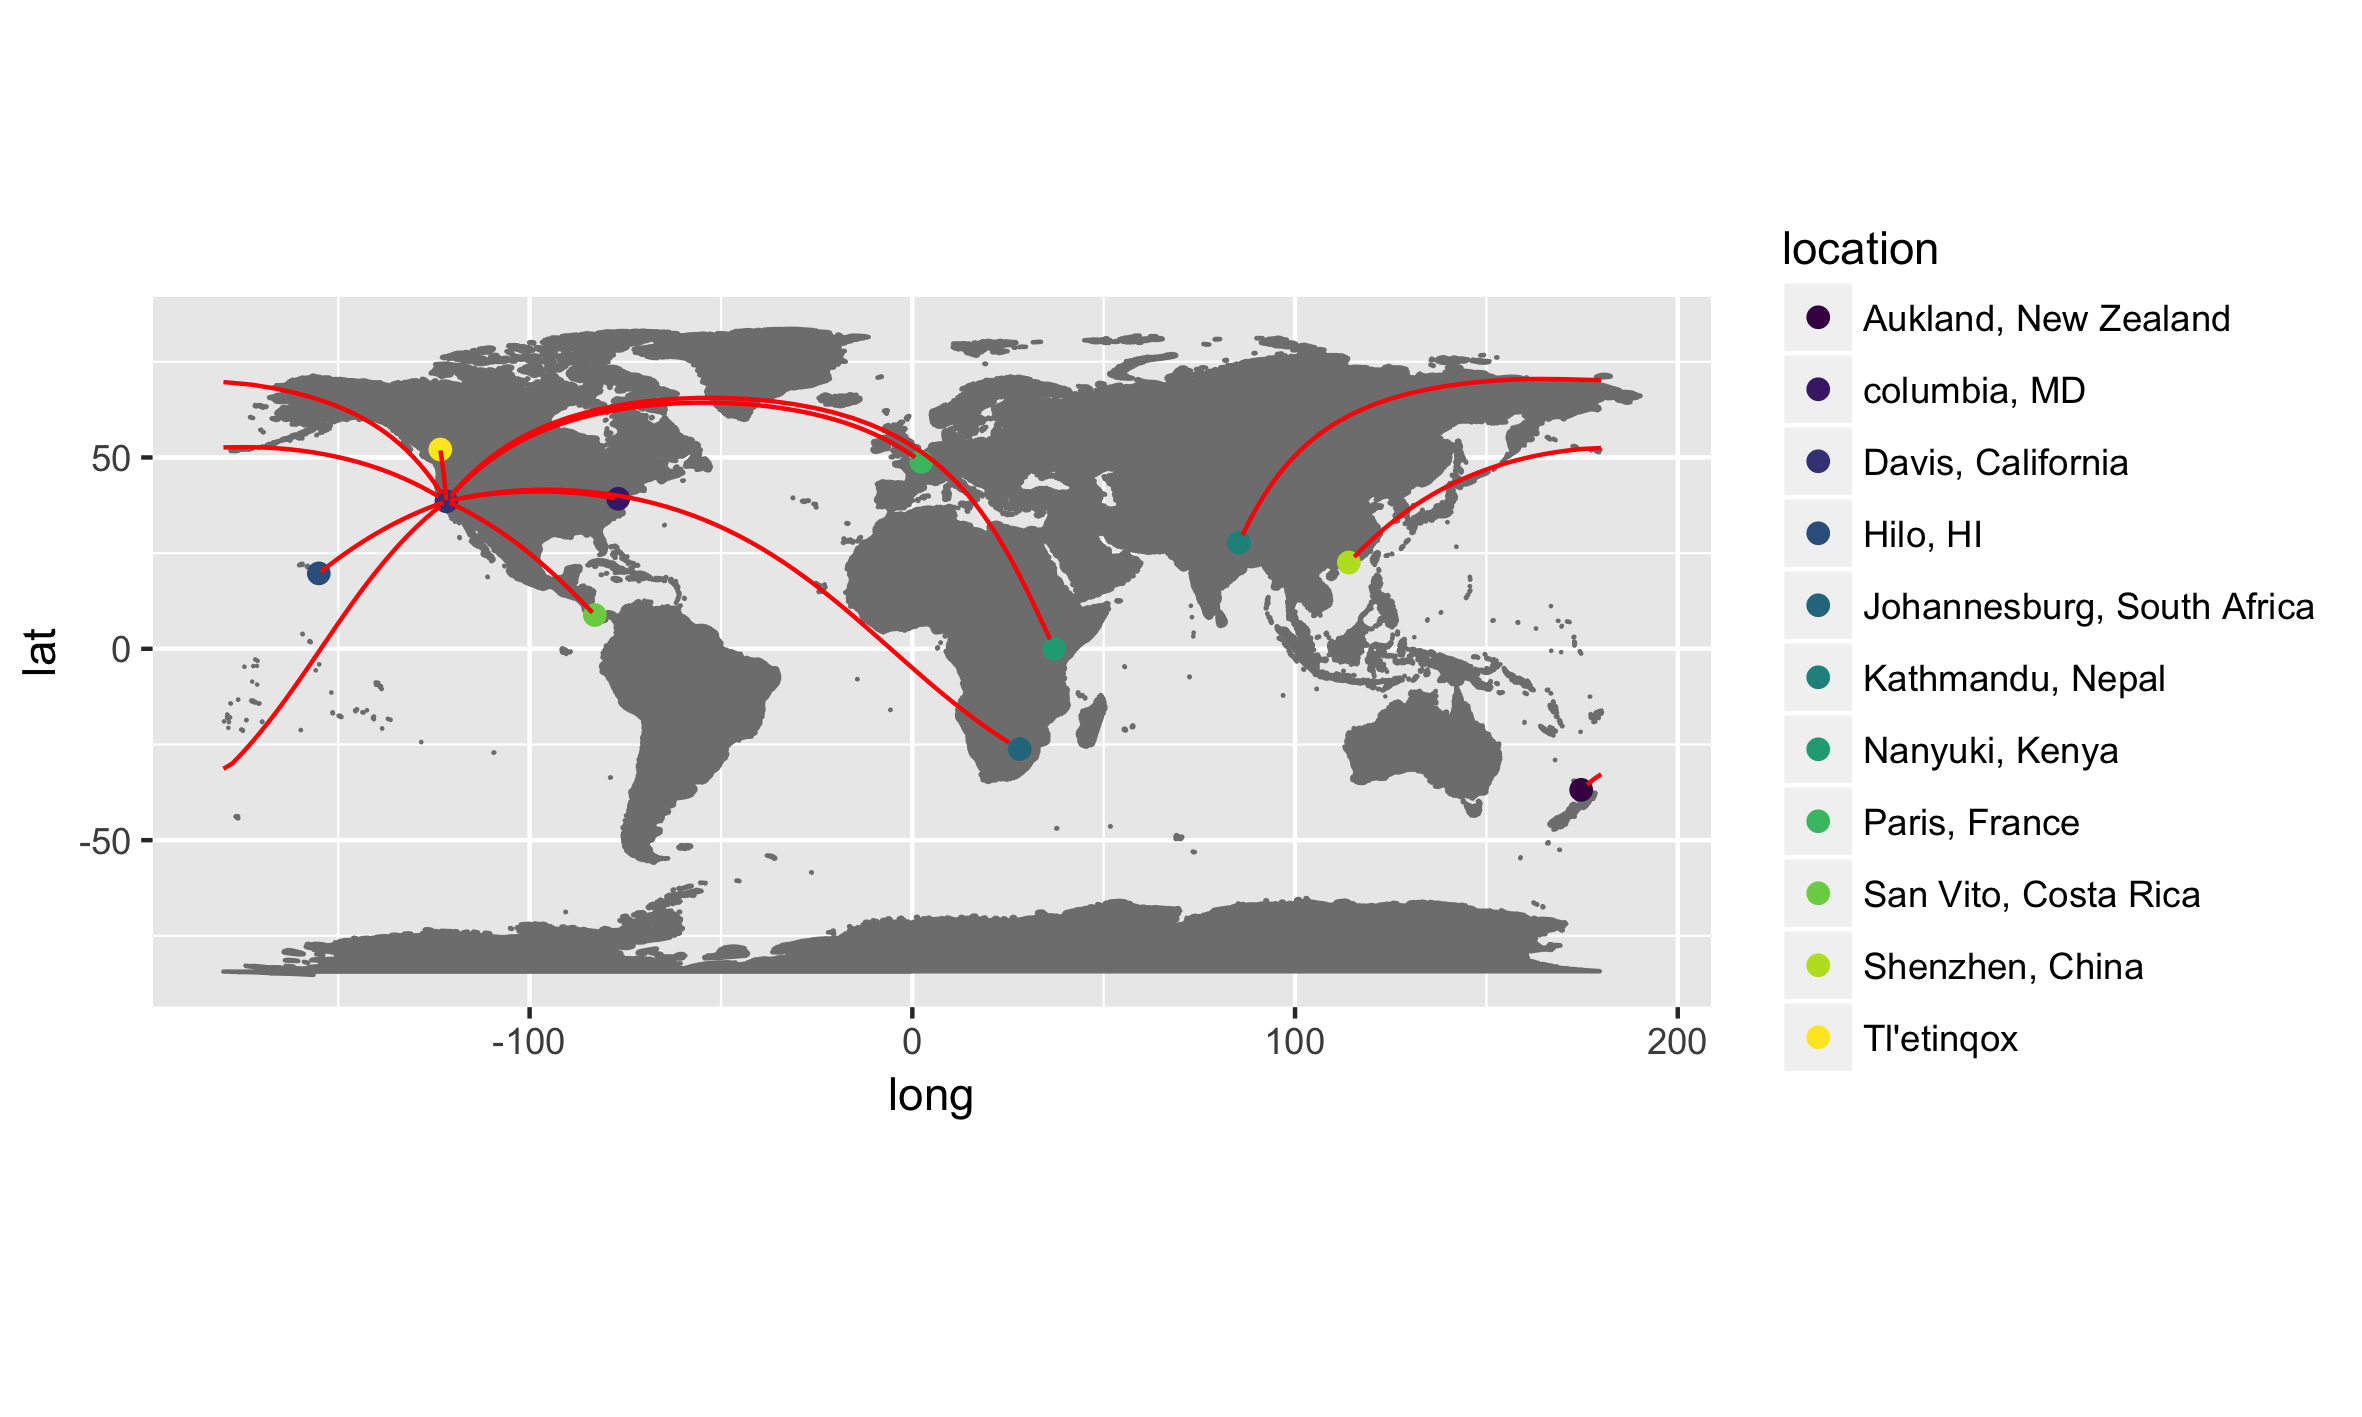 location
Aukland, New Zealand
columbia, MD
Davis, California
Hilo, HI
Johannesburg, South Africa
Kathmandu, Nepal
Nanyuki, Kenya
Paris, France
San Vito, Costa Rica
Shenzhen, China
Tl'etinqox
lat
50
0
-50
-100 0 100 200
long